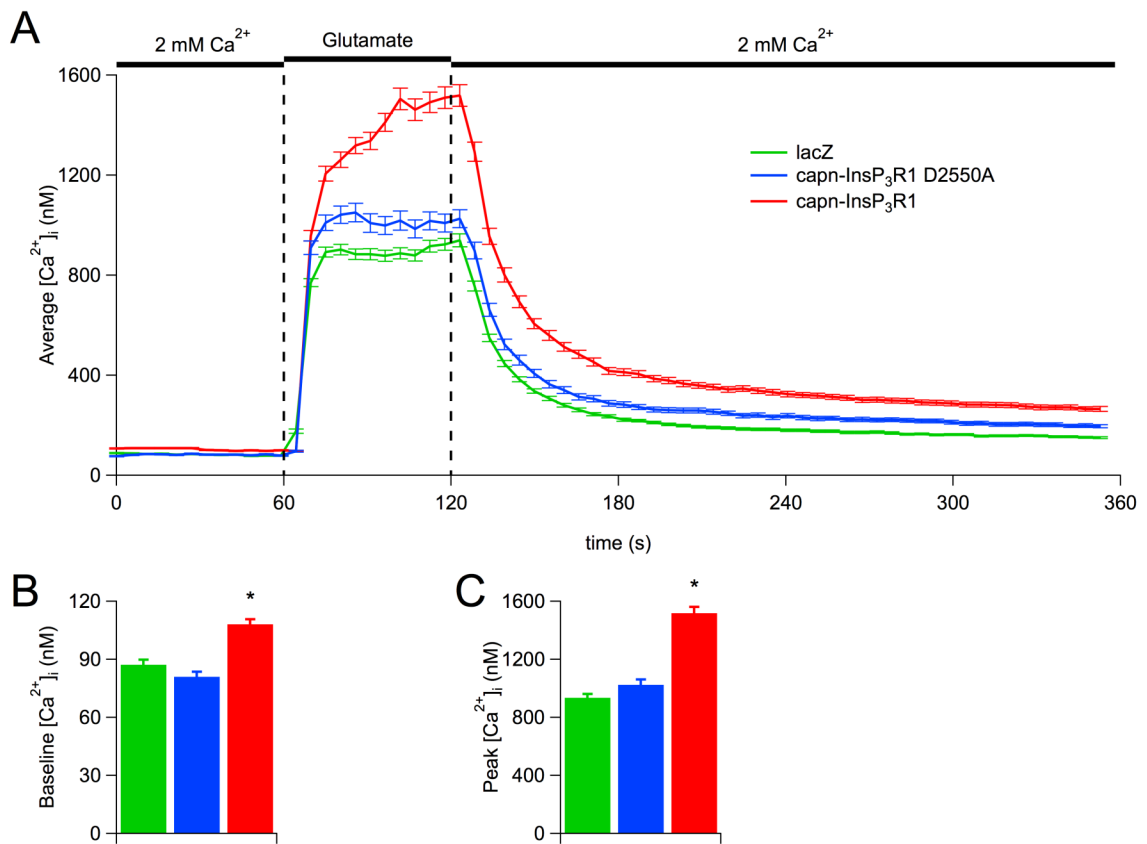 A
2 mM Ca²⁺
Glutamate
2 mM Ca²⁺
1600
1200
800
400
0
Average [Ca²⁺]ᵢ (nM)
lacZ
capn-InsP₃R1 D2550A
capn-InsP₃R1
0
60
120
180
240
300
360
time (s)
B
120
90
60
30
0
Baseline [Ca²⁺]ᵢ (nM)
*
C
1600
1200
800
400
0
Peak [Ca²⁺]ᵢ (nM)
*